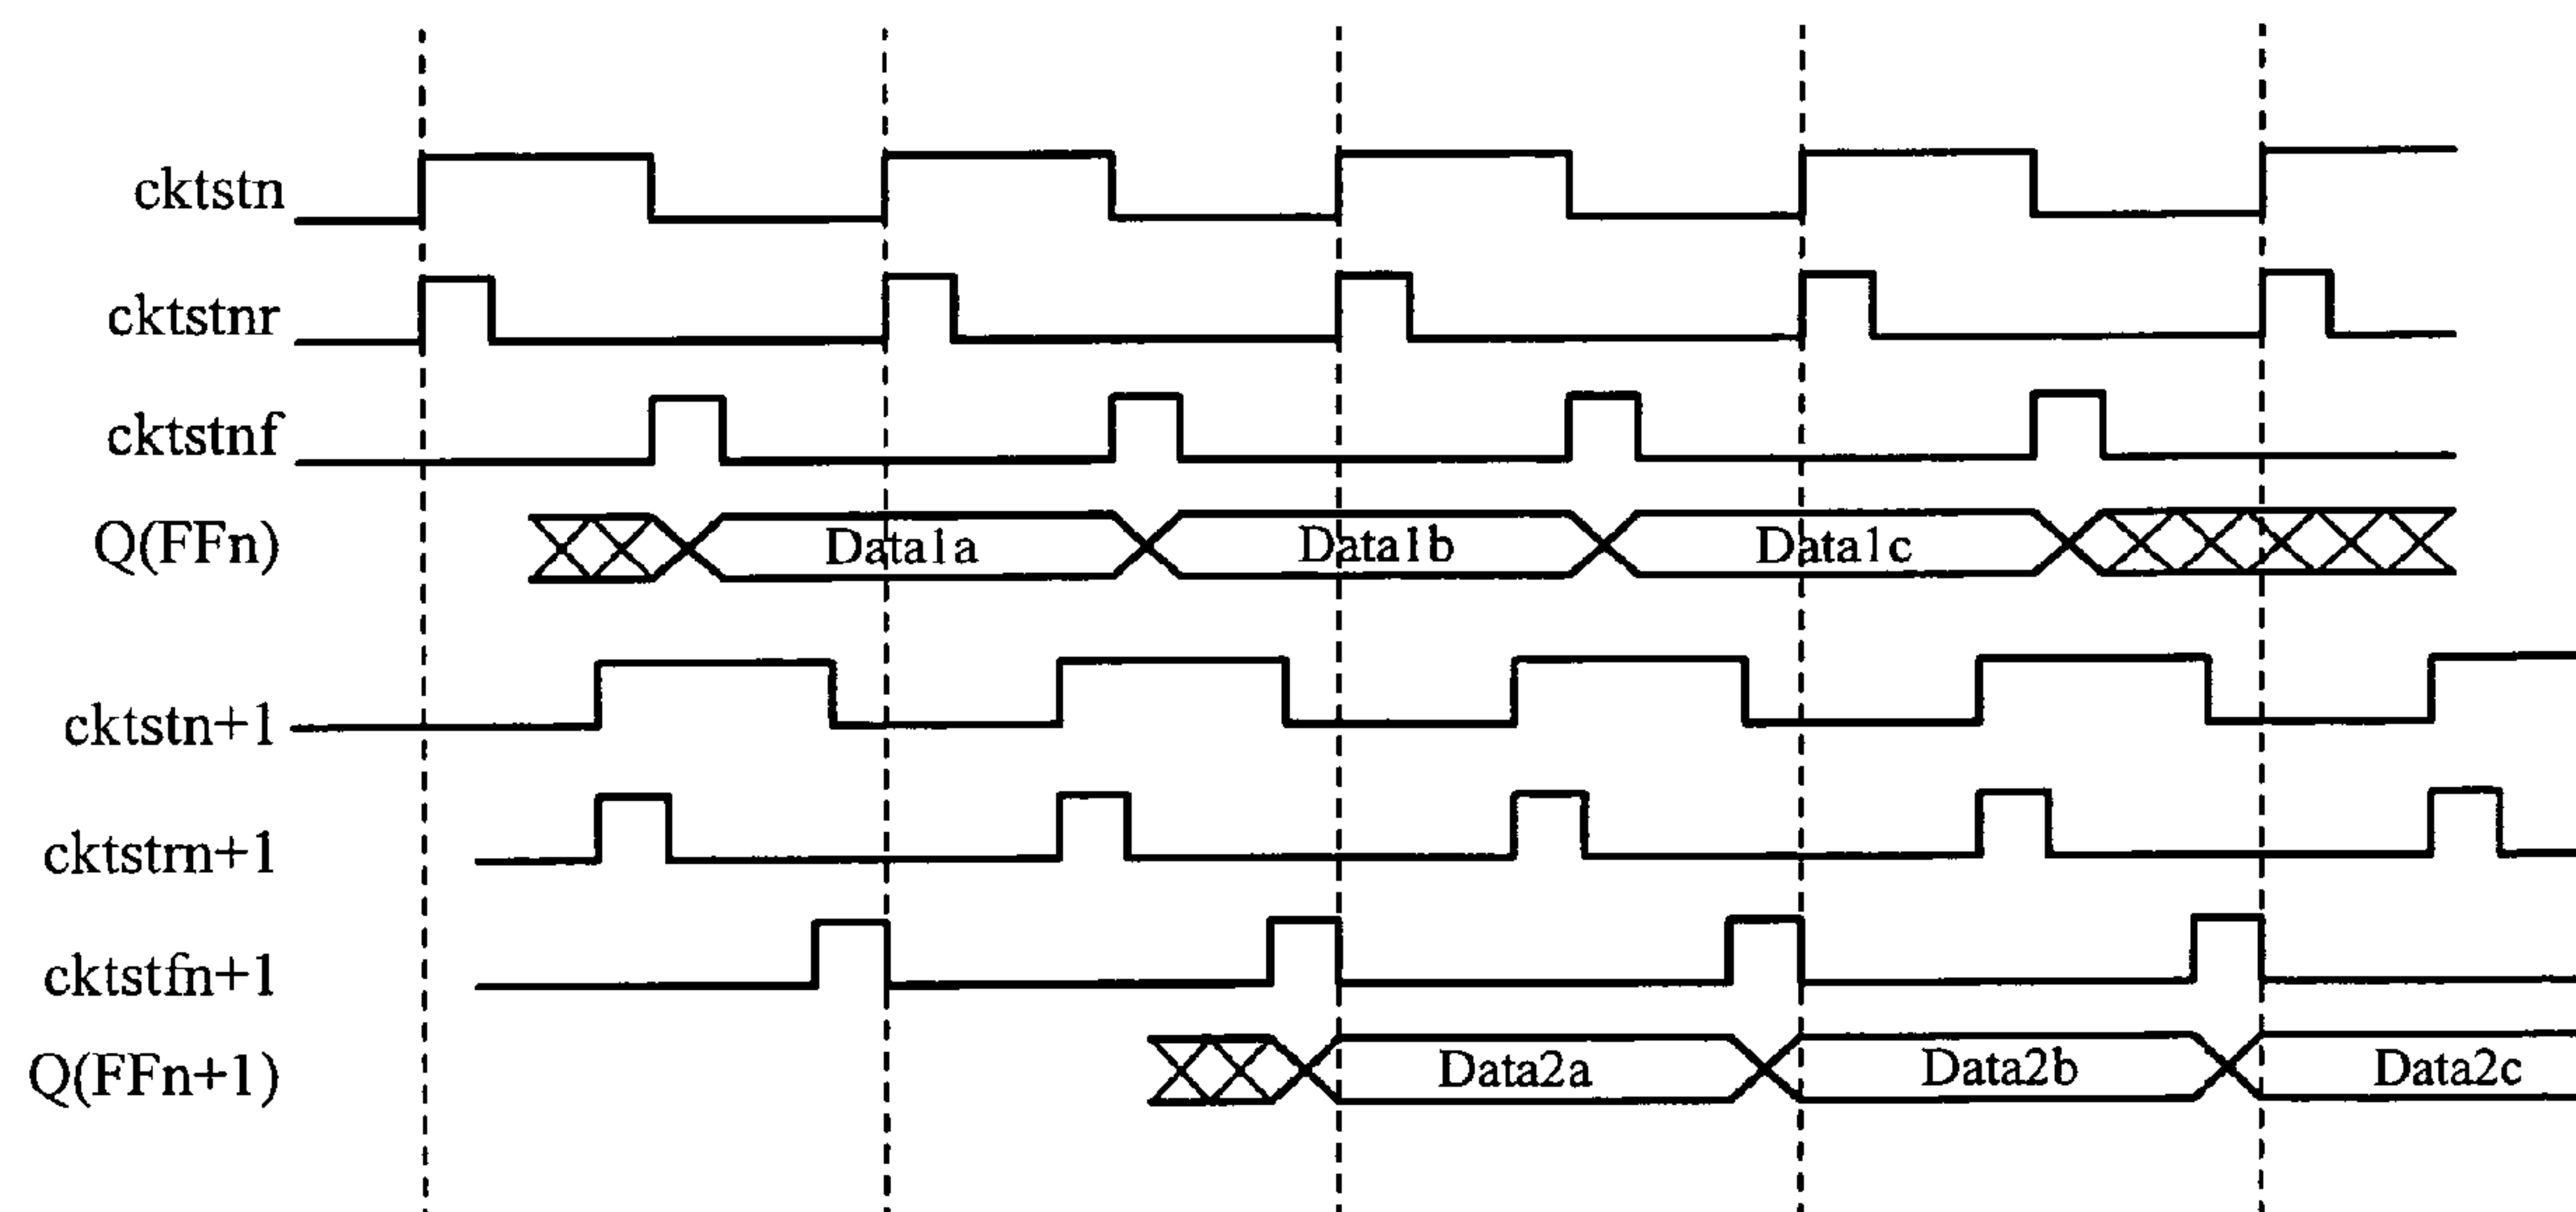 cktstn
cktstnr
cktstnf
Q(FFn) Data1a Data1b Data1c
cktstn+1
cktstrn+1
cktstfn+1
Q(FFn+1) Data2a Data2b Data2c